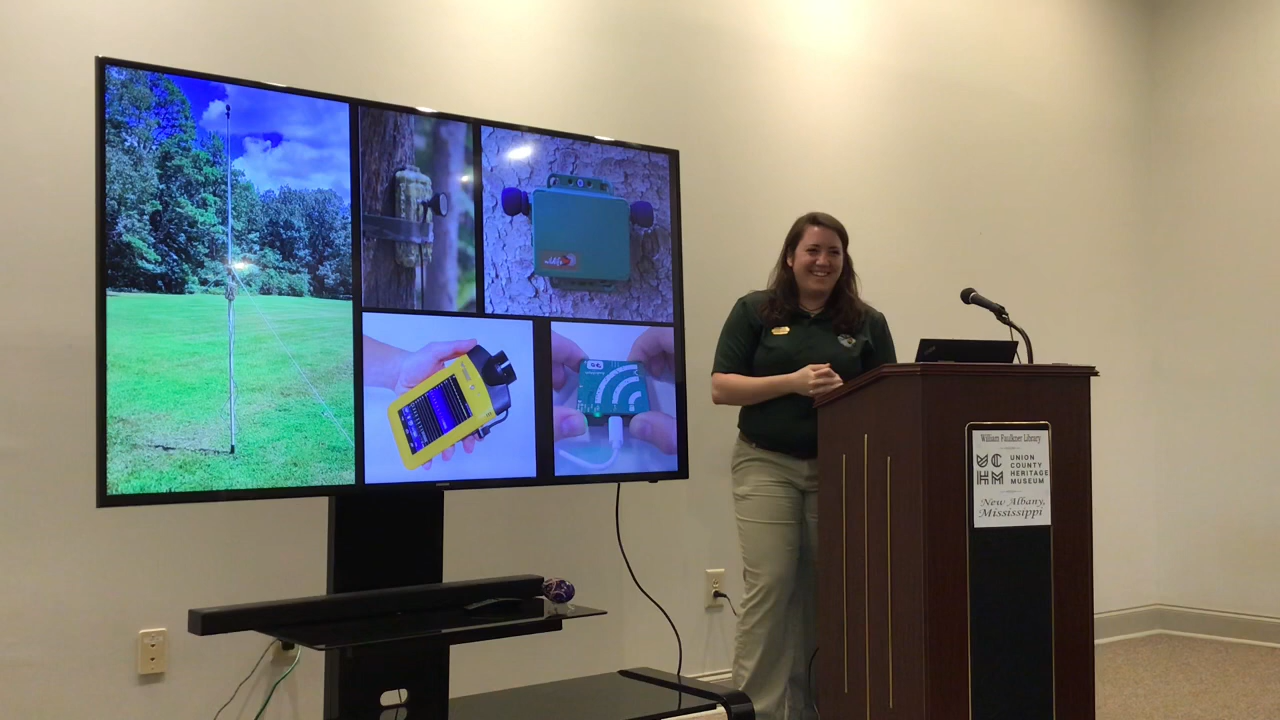 William Faulkner Library
UC
HM
UNION
COUNTY
HERITAGE
MUSEUM
New Albany,
Mississippi